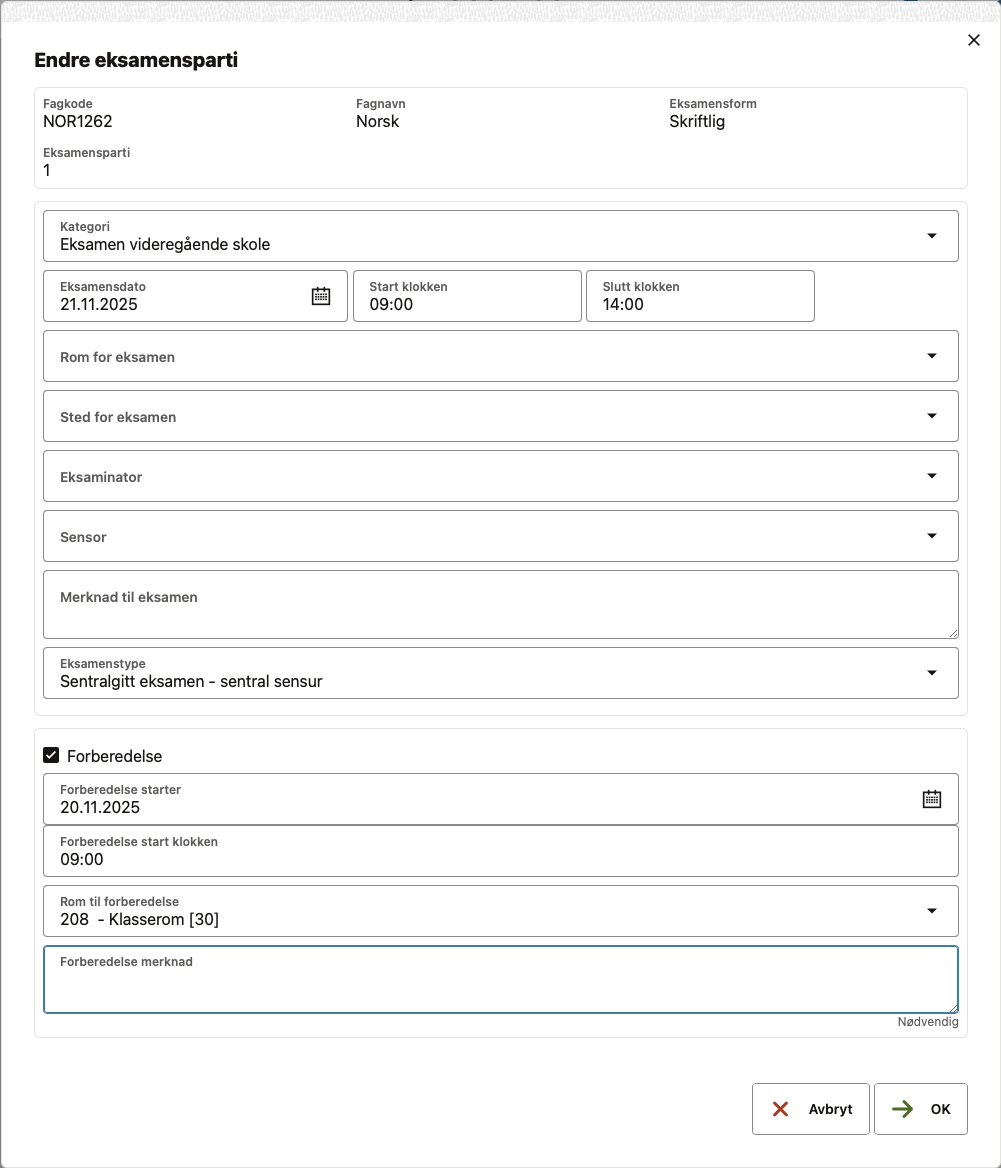 Endre eksamensparti
Fagkode Fagnavn Eksamensform
NOR1262 Norsk Skriftlig
Eksamensparti
1
Kategori
Eksamen videregående skole
Eksamensdato Start klokken Slutt klokken
21.11.2025 09:00 14:00
Rom for eksamen
Sted for eksamen
Eksaminator
Sensor
Merknad til eksamen
Eksamenstype
Sentralgitt eksamen - sentral sensur
Forberedelse
Forberedelse starter
20.11.2025
Forberedelse start klokken
09:00
Rom til forberedelse
208 - Klasserom [30]
Forberedelse merknad
Nødvendig
Avbryt OK